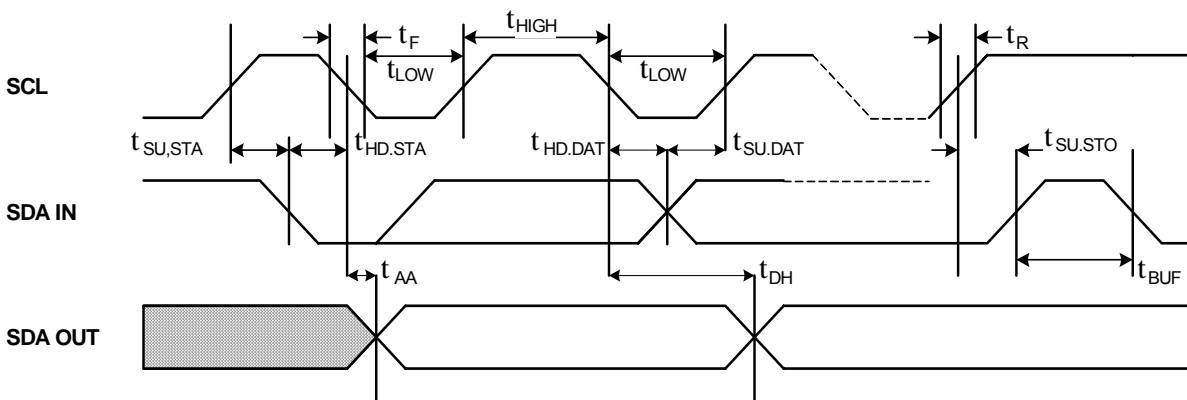 tF
tHIGH
tR
tLOW
tLOW
SCL
tSU,STA
tHD.STA
tHD.DAT
tSU.DAT
tSU.STO
SDA IN
tAA
tDH
tBUF
SDA OUT